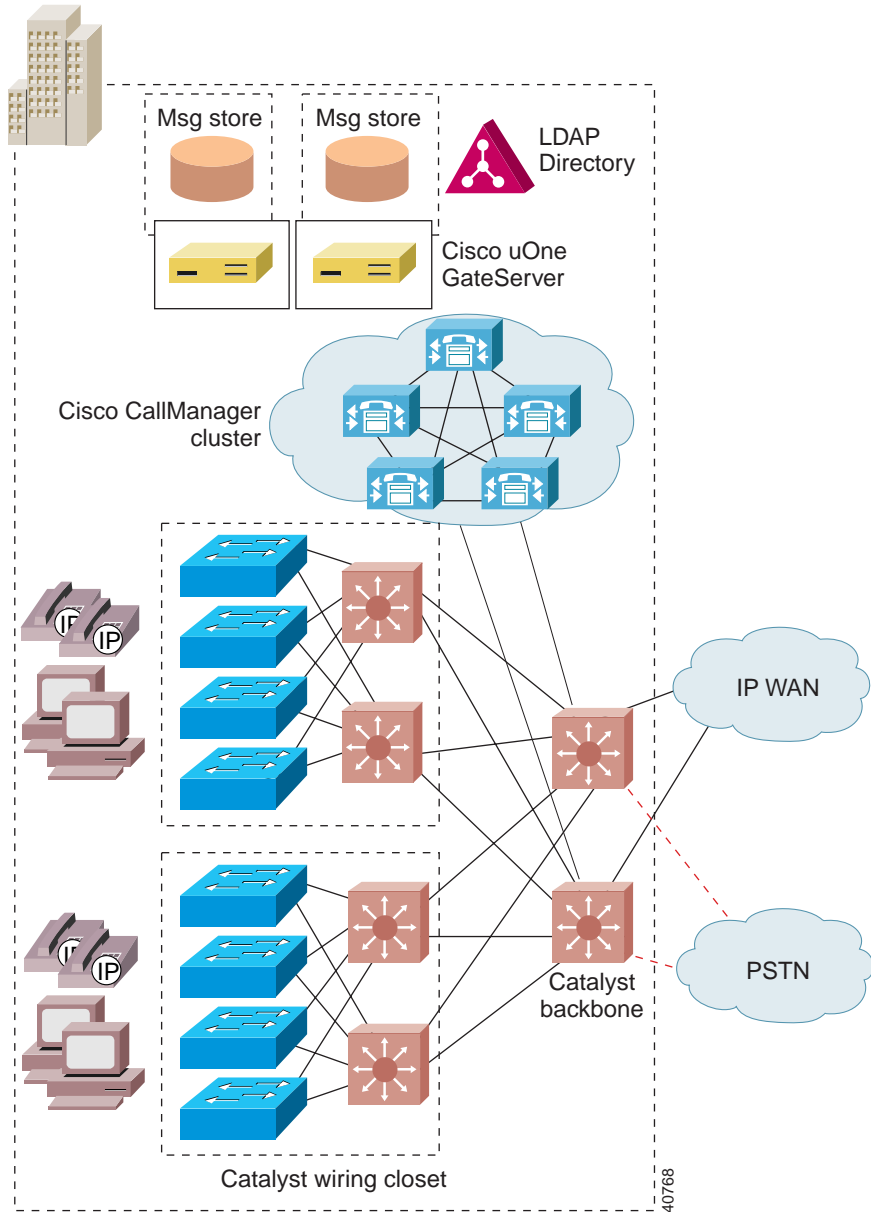 Msg store
Msg store
LDAP
Directory
Cisco uOne
GateServer
Cisco CallManager
cluster
IP
IP
IP WAN
IP
IP
PSTN
Catalyst
backbone
Catalyst wiring closet
40768